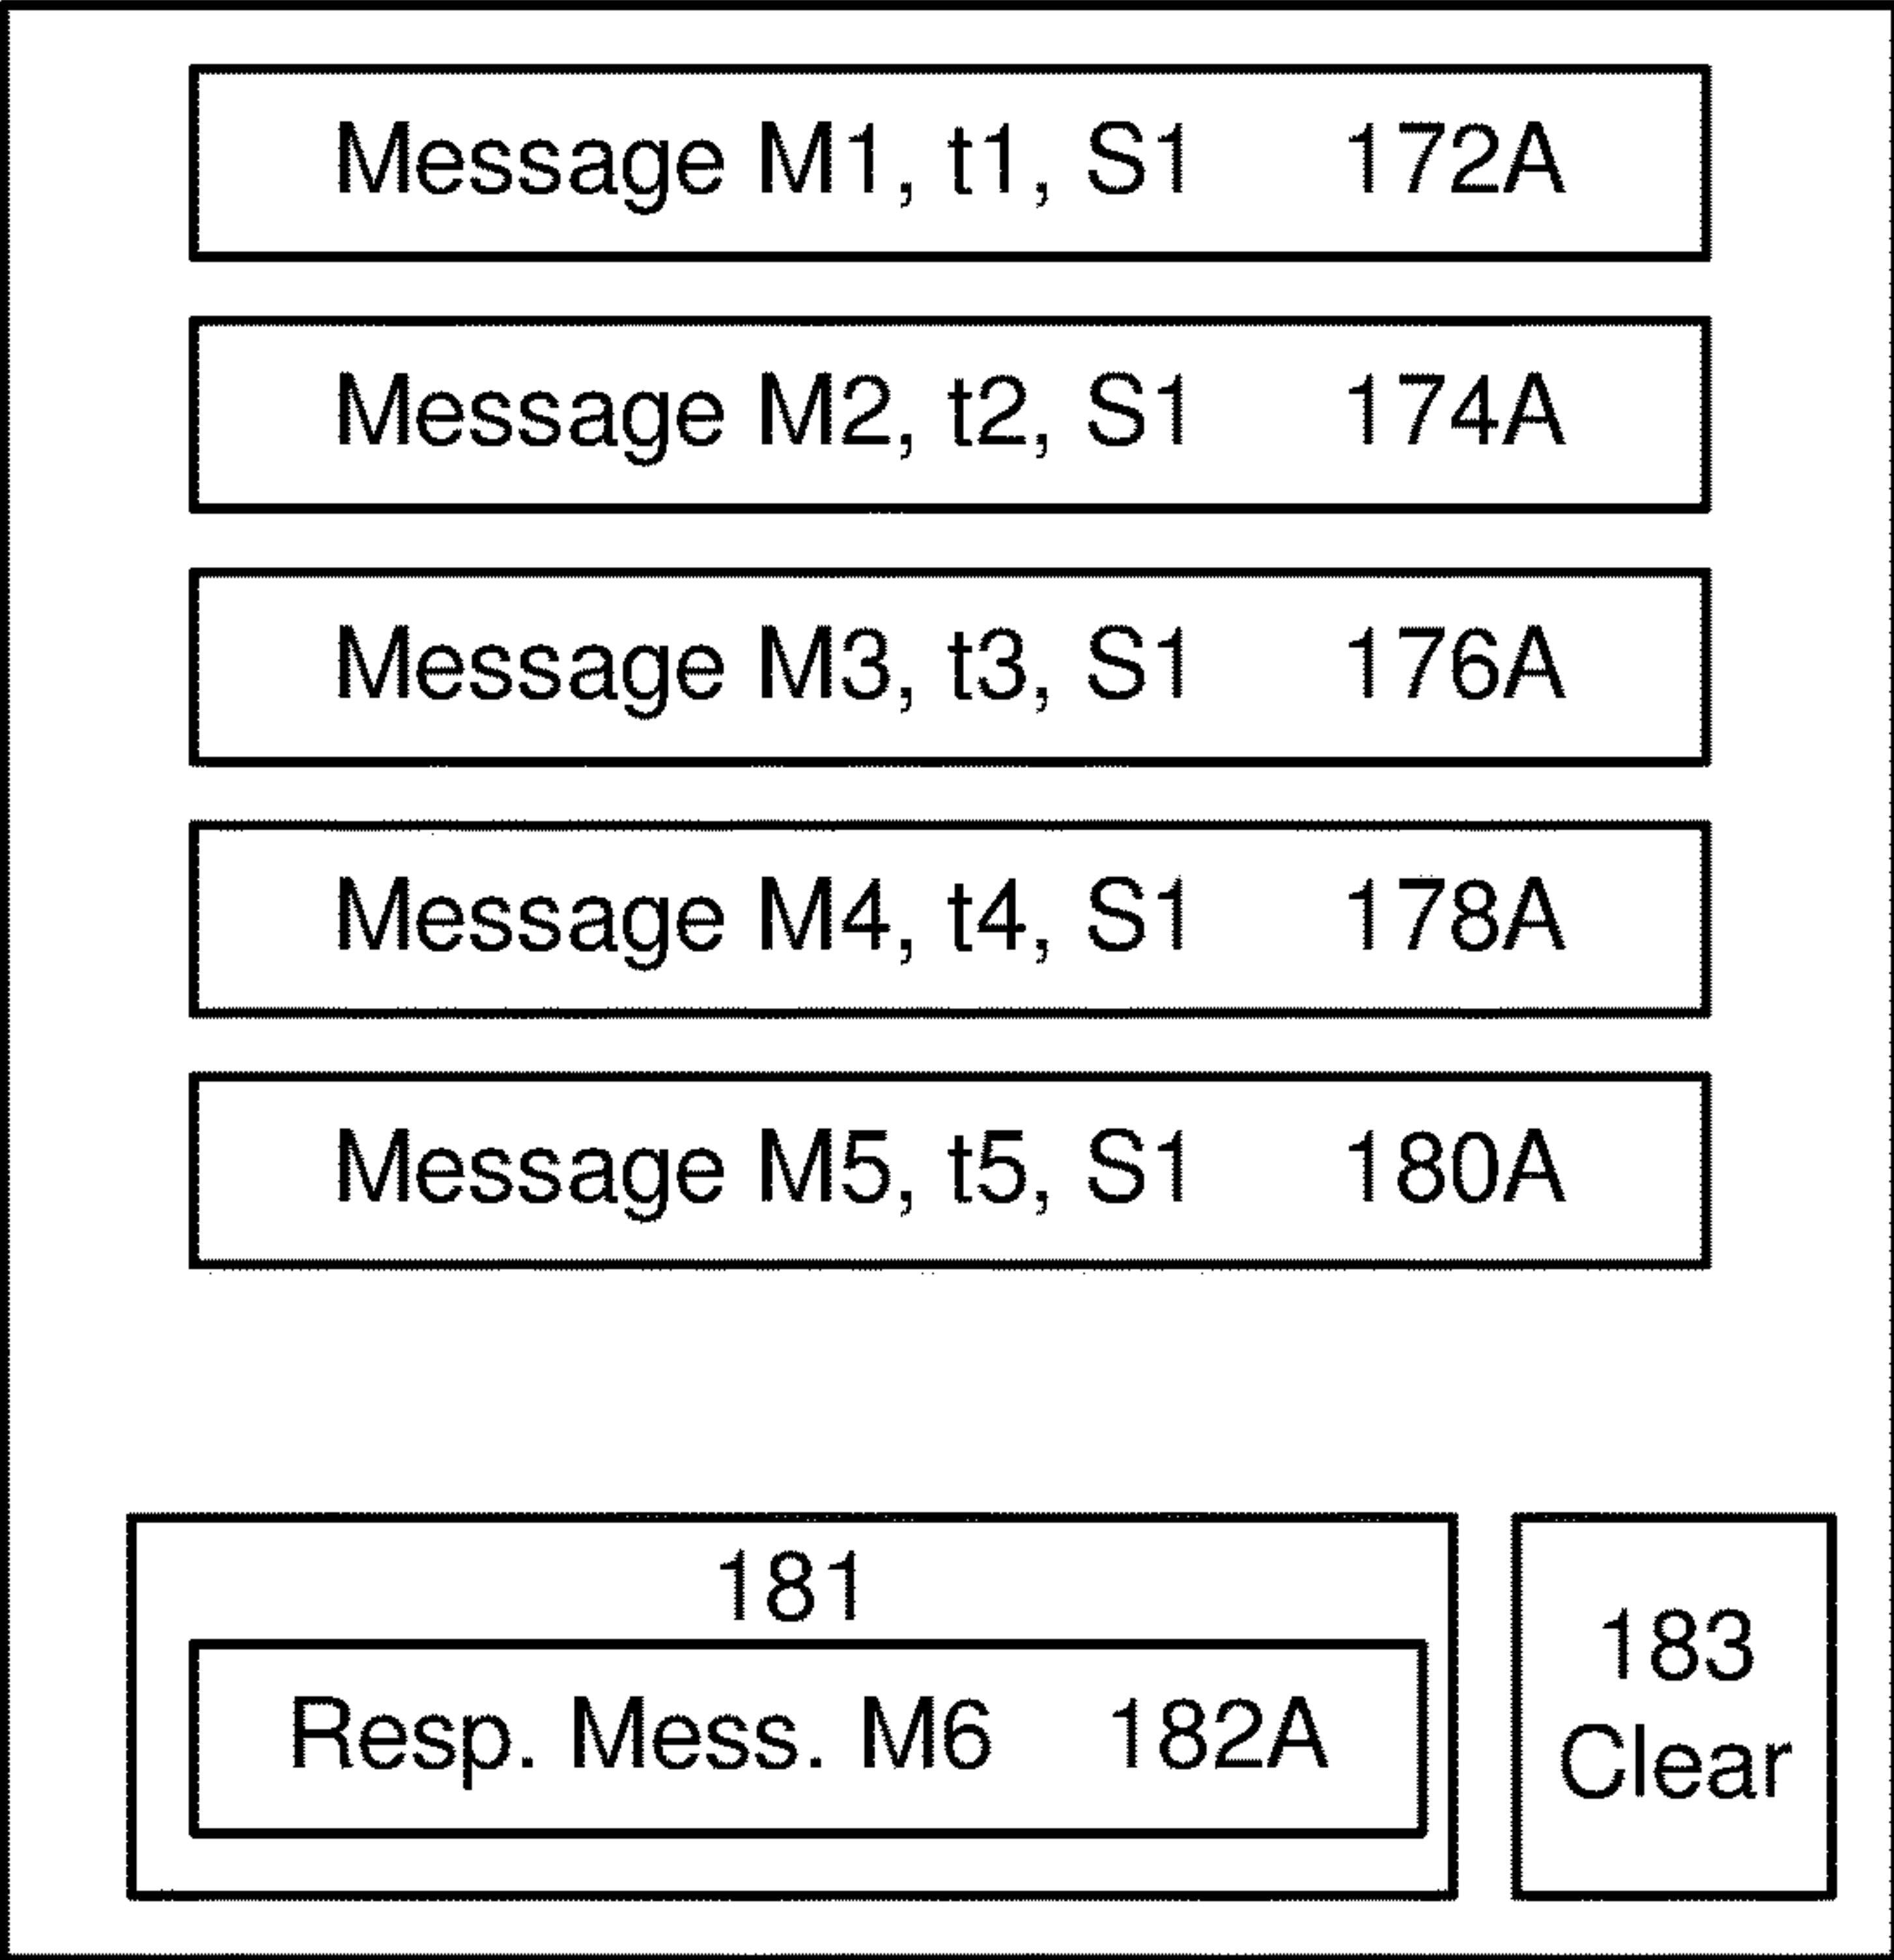 Message M1, t1, S1 172A
Message M2, t2, S1 174A
Message M3, t3, S1 176A
Message M4, t4, S1 178A
Message M5, t5, S1 180A
181
Resp. Mess. M6 182A
183
Clear